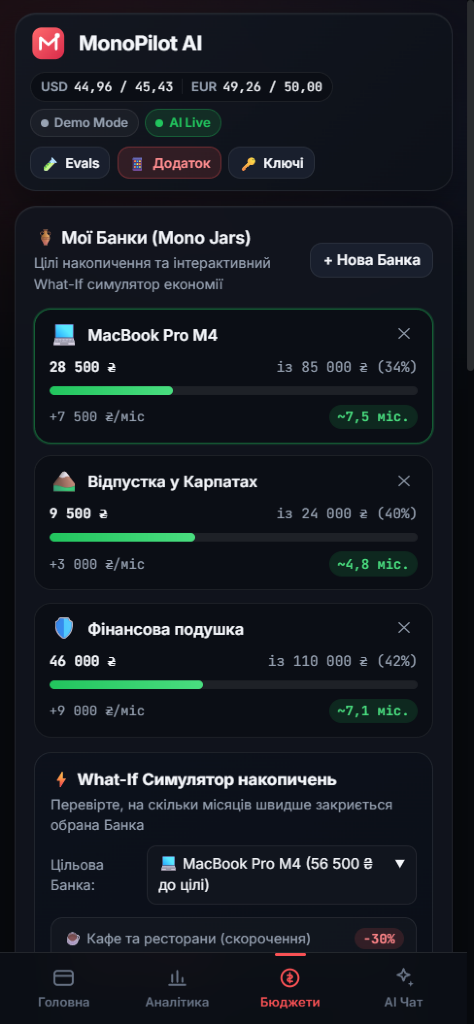 MonoPilot AI
USD 44,96 / 45,43 EUR 49,26 / 50,00
Demo Mode AI Live
Evals Додаток Ключі
Мої Банки (Mono Jars)
Цілі накопичення та інтерактивний
What-If симулятор економії
+ Нова Банка
MacBook Pro M4
28 500 ₴ із 85 000 ₴ (34%)
+7 500 ₴/міс ~7,5 міс.
Відпустка у Карпатах
9 500 ₴ із 24 000 ₴ (40%)
+3 000 ₴/міс ~4,8 міс.
Фінансова подушка
46 000 ₴ із 110 000 ₴ (42%)
+9 000 ₴/міс ~7,1 міс.
What-If Симулятор накопичень
Перевірте, на скільки місяців швидше закриється
обрана Банка
Цільова
Банка:
MacBook Pro M4 (56 500 ₴
до цілі)
Кафе та ресторани (скорочення) -30%
Головна Аналітика Бюджети AI Чат